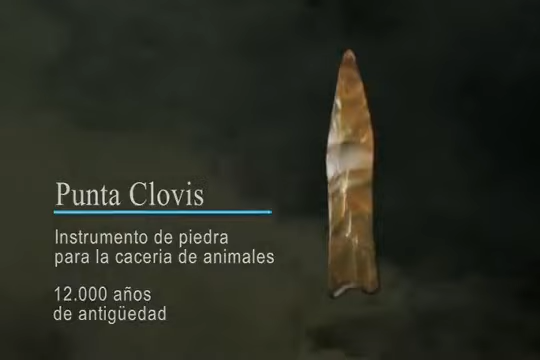 Punta Clovis
Instrumento de piedra
para la caceria de animales
12.000 años
de antigüedad